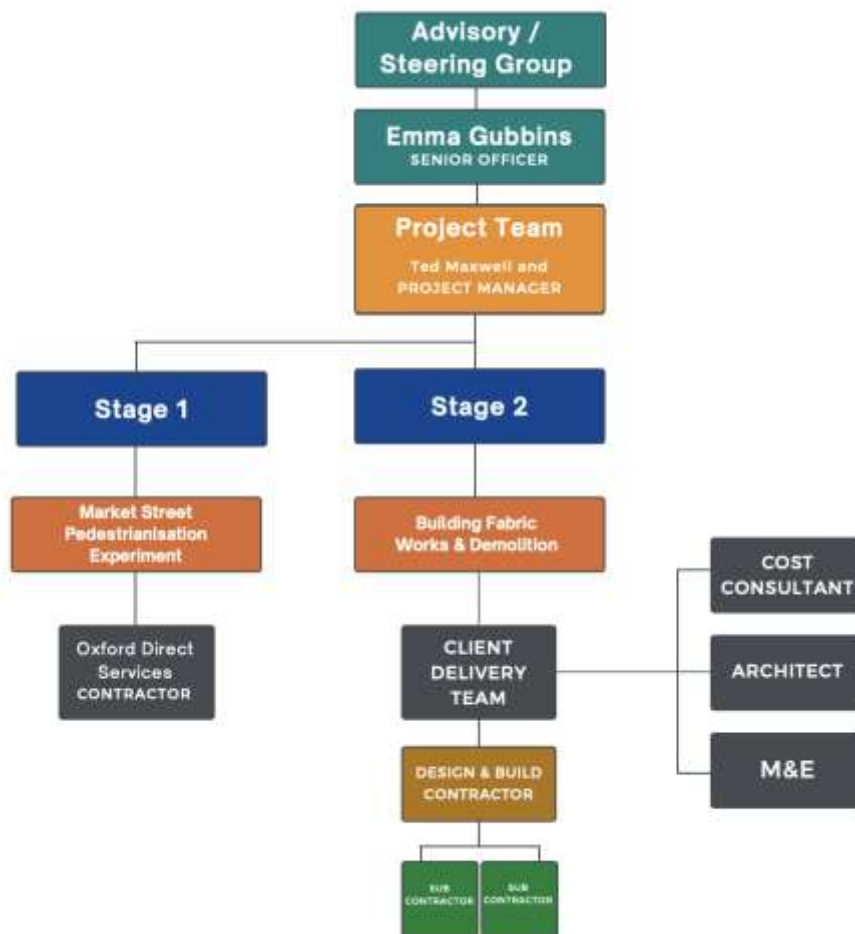 Advisory /
Steering Group
Emma Gubbins
SENIOR OFFICER
Project Team
Ted Maxwell and
PROJECT MANAGER
Stage 1
Stage 2
Market Street
Pedestrianisation
Experiment
Building Fabric
Works & Demolition
Oxford Direct
Services
CONTRACTOR
CLIENT
DELIVERY
TEAM
COST
CONSULTANT
ARCHITECT
M&E
DESIGN & BUILD
CONTRACTOR
SUB
CONTRACTOR
SUB
CONTRACTOR